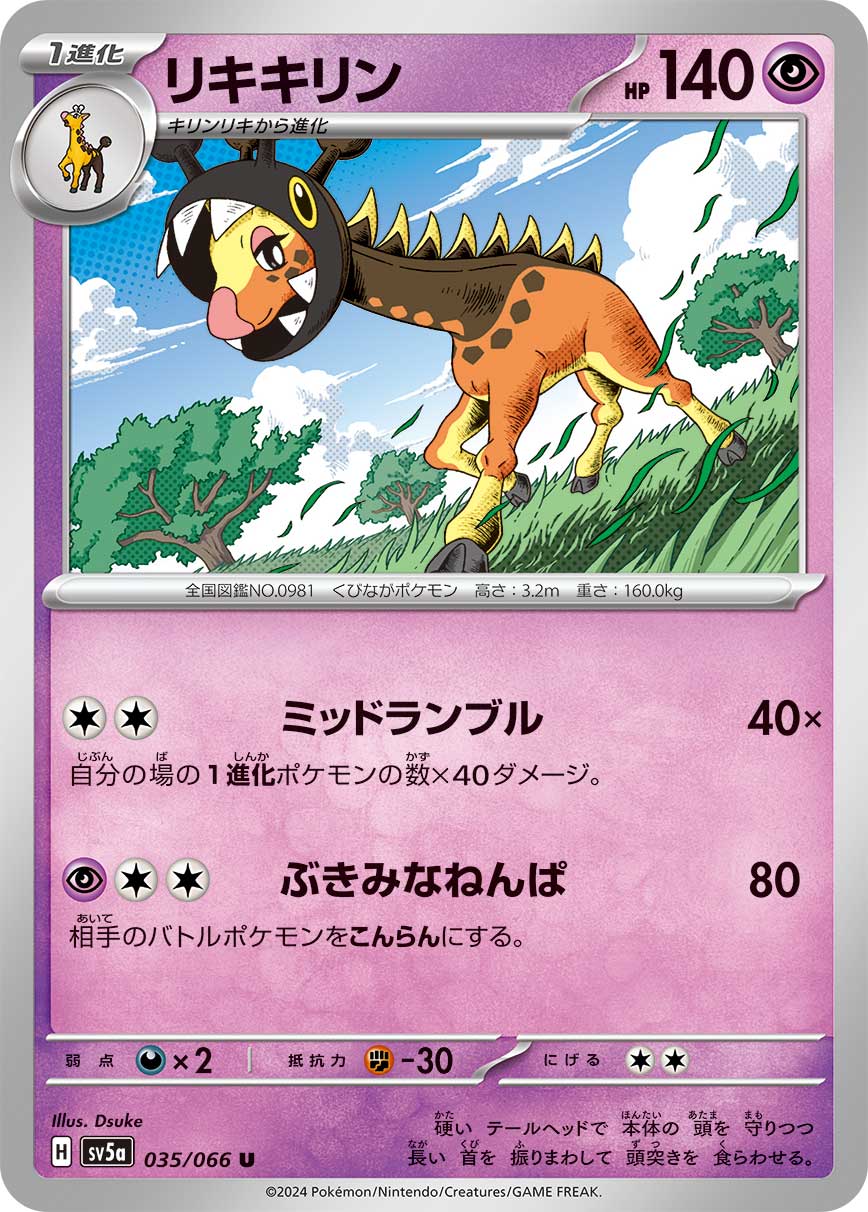 1進化
リキキリン
HP 140
キリンリキから進化
全国図鑑NO.0981 くびながポケモン 高さ:3.2m 重さ:160.0kg
ミッドランブル 40×
自分の場の1進化ポケモンの数×40ダメージ。
ぶきみなねんぱ 80
相手のバトルポケモンをこんらんにする。
弱点 ×2 抵抗力 -30 にげる
Illus. Dsuke
硬い テールヘッドで 本体の 頭を 守りつつ
長い 首を 振りまわして 頭突きを 食らわせる。
H sv5a 035/066 U
©2024 Pokémon/Nintendo/Creatures/GAME FREAK.